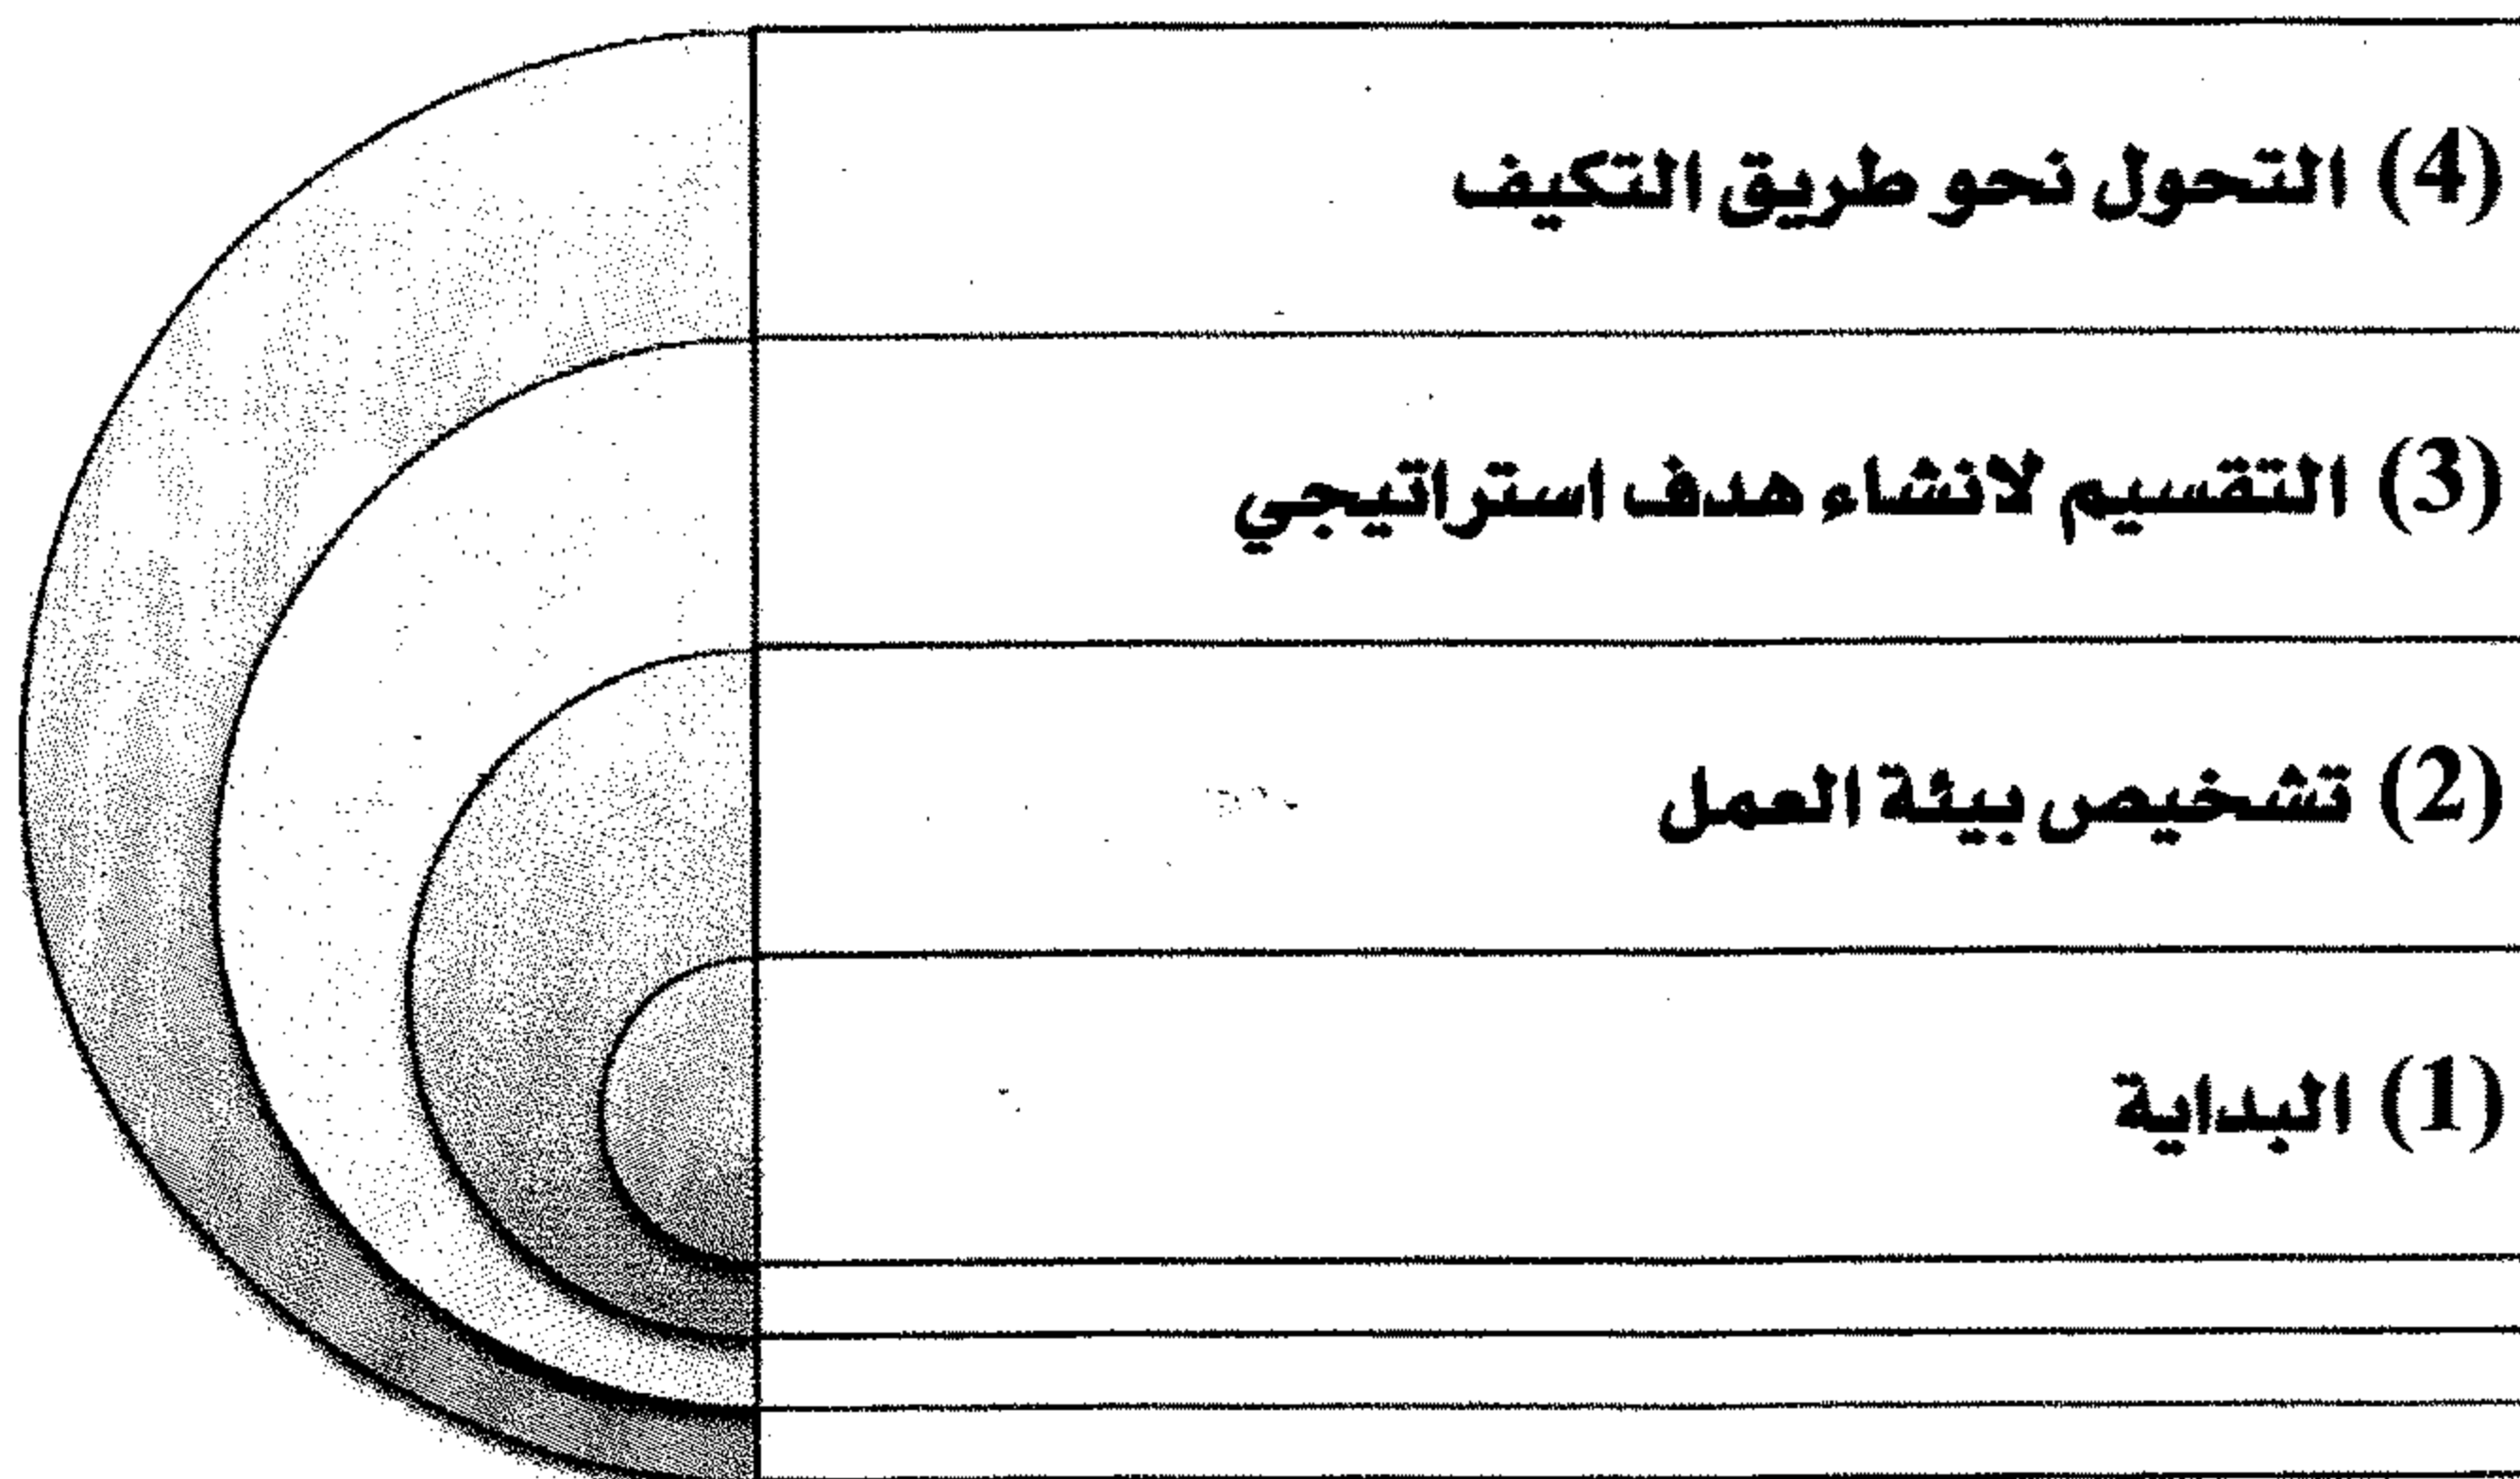 (4) التحول نحو طريق التكيف
(3) التقسيم لانشاء هدف استراتيجي
(2) تشخيص بيئة العمل
(1) البداية